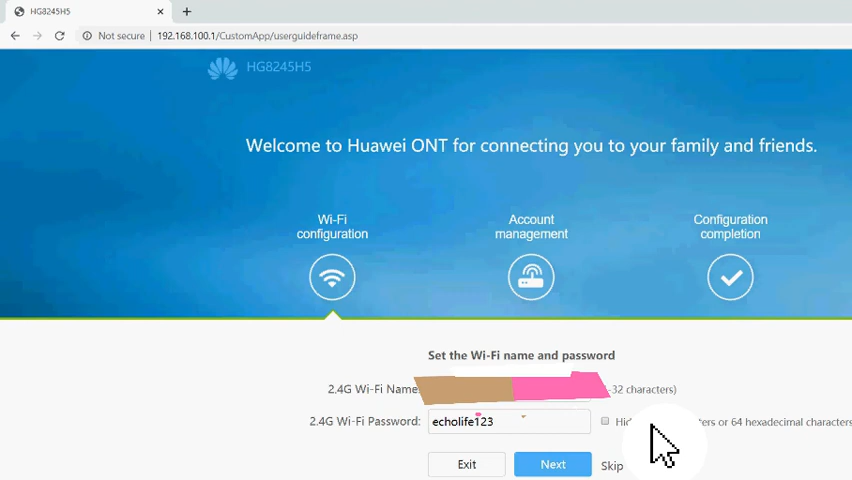 HG8245H5
Not secure | 192.168.100.1/CustomApp/userguideframe.asp
HG8245H5
Welcome to Huawei ONT for connecting you to your family and friends.
Wi-Fi
configuration
Account
management
Configuration
completion
Set the Wi-Fi name and password
2.4G Wi-Fi Name: -32 characters)
2.4G Wi-Fi Password: echolife123 or 64 hexadecimal characters
Exit Next Skip